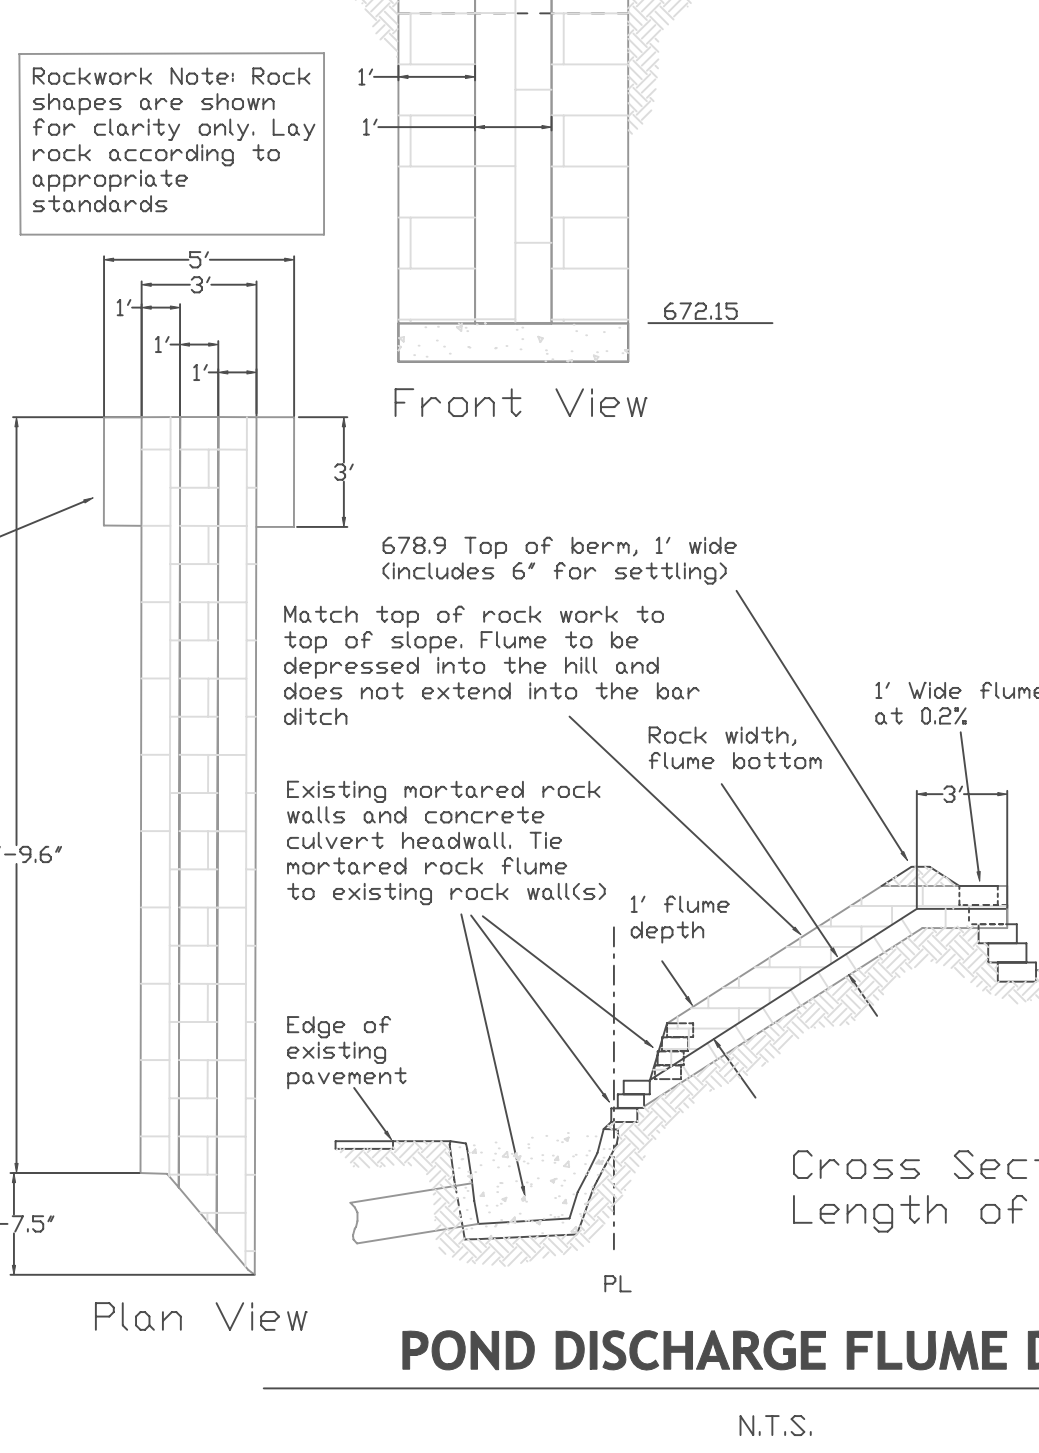 Rockwork Note: Rock
shapes are shown
for clarity only. Lay
rock according to
appropriate
standards
1'
1'
672.15
Front View
5'
3'
1'
1'
1'
3'
678.9 Top of berm, 1' wide
(includes 6" for settling)
Match top of rock work to
top of slope. Flume to be
depressed into the hill and
does not extend into the bar
ditch
1' Wide flume
at 0.2%
Rock width,
flume bottom
Existing mortared rock
walls and concrete
culvert headwall. Tie
mortared rock flume
to existing rock wall(s)
3'
'-9.6"
1' flume
depth
Edge of
existing
pavement
Cross Sect
Length of
-7.5"
PL
Plan View
POND DISCHARGE FLUME D
N.T.S.